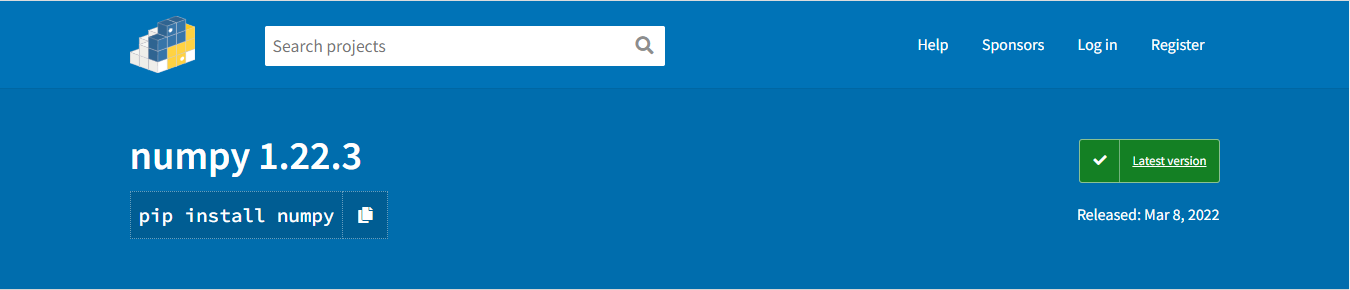 Search projects
Help Sponsors Log in Register
numpy 1.22.3
Latest version
pip install numpy
Released: Mar 8, 2022